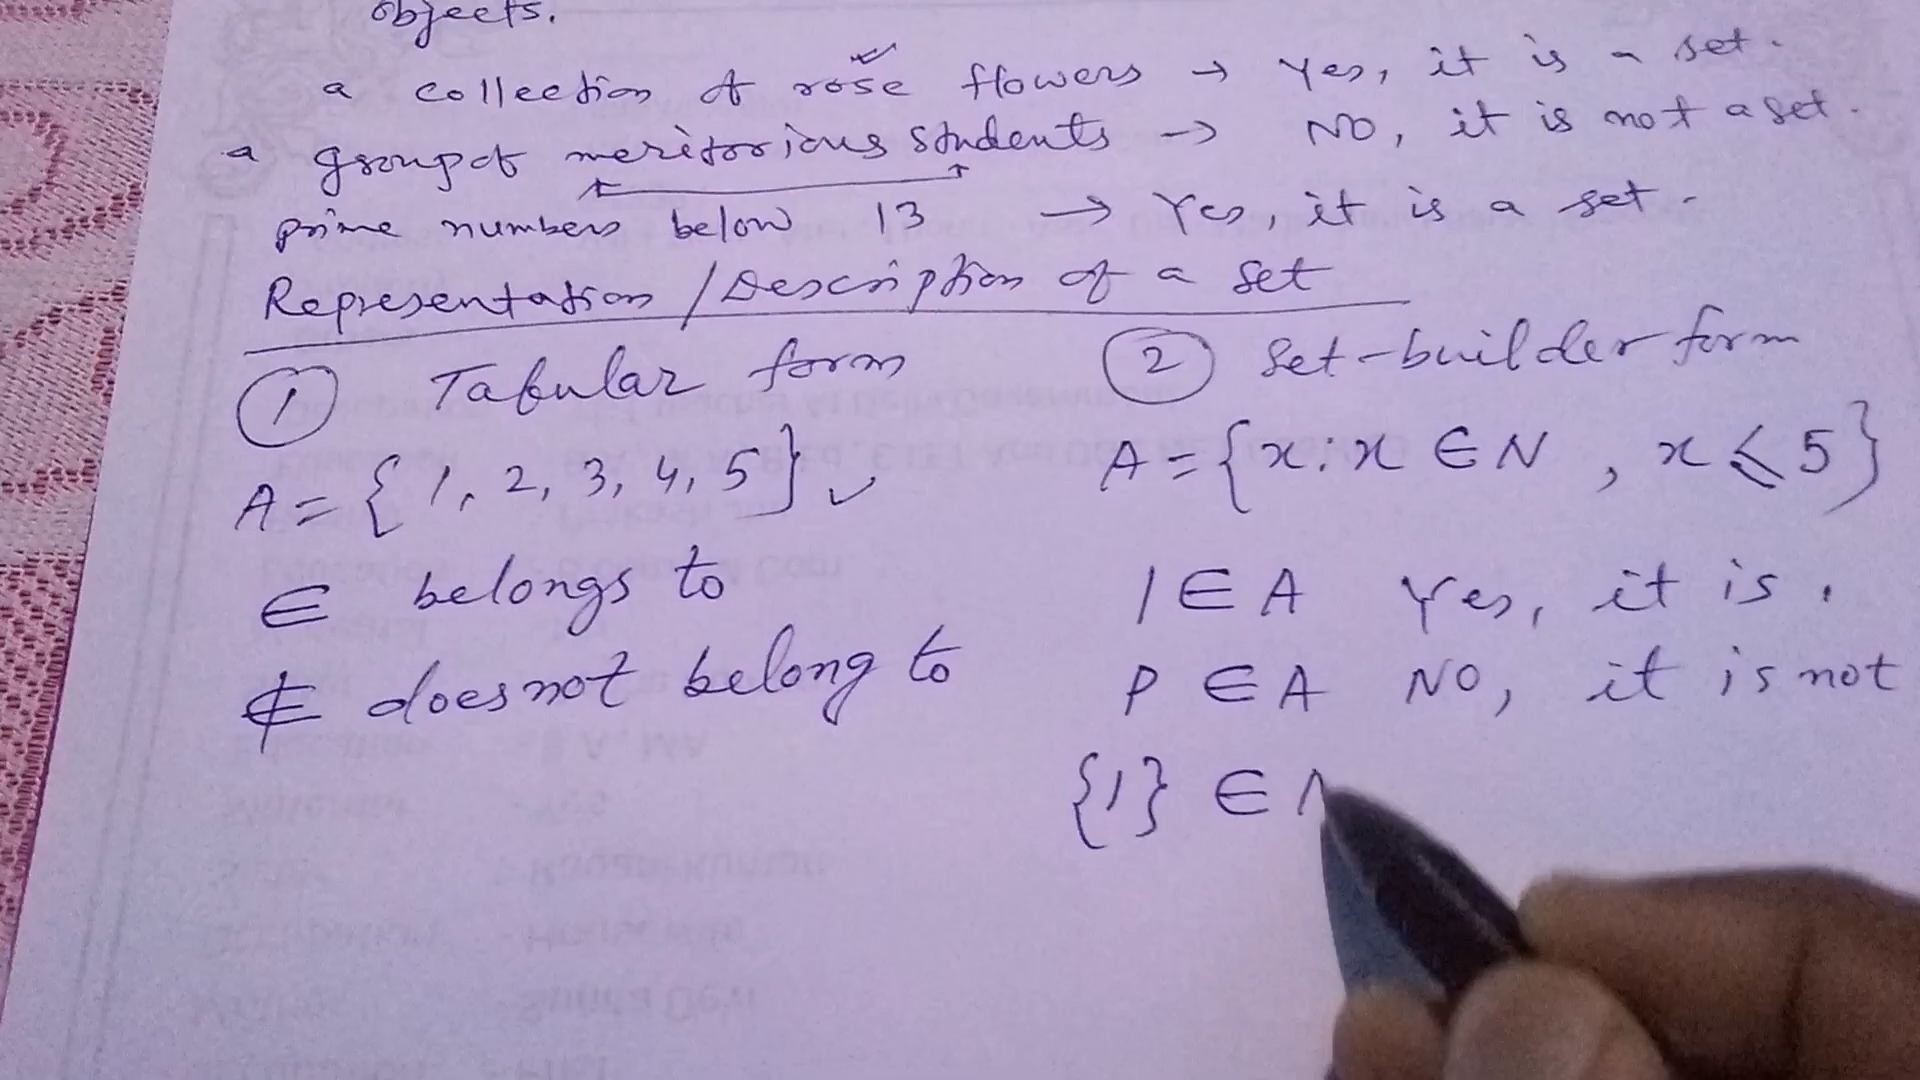 objects.
a collection of rose flowers → Yes, it is a set.
a group of meritorious students → NO, it is not a set.
prime numbers below 13 → Yes, it is a set.
Representation / Description of a set
1 Tabular form
A = {1, 2, 3, 4, 5} ✓
∈ belongs to
∉ does not belong to
2 Set-builder form
A = {x : x ∈ N , x ⩽ 5}
1 ∈ A Yes, it is.
P ∈ A NO, it is not
{1} ∈